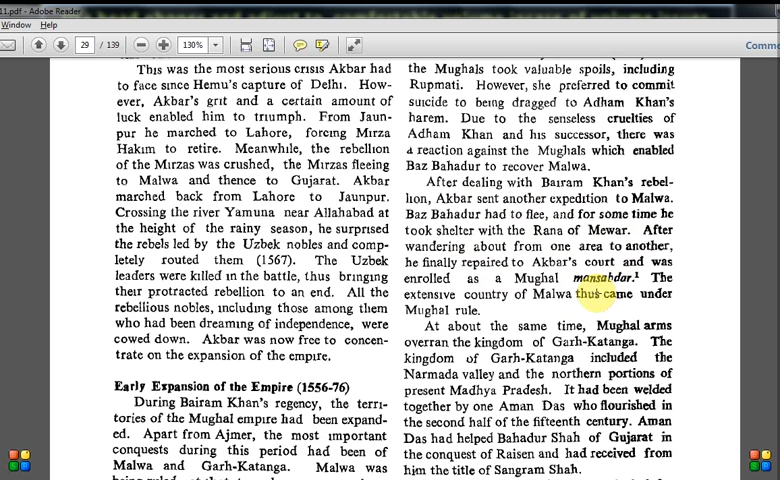 11.pdf - Adobe Reader
Window Help
29 / 139 130% Comme
This was the most serious crisis Akbar had
to face since Hemu's capture of Delhi. How-
ever, Akbar's grit and a certain amount of
luck enabled him to triumph. From Jaun-
pur he marched to Lahore, forcing Mirza
Hakim to retire. Meanwhile, the rebellion
of the Mirzas was crushed, the Mirzas fleeing
to Malwa and thence to Gujarat. Akbar
marched back from Lahore to Jaunpur.
Crossing the river Yamuna near Allahabad at
the height of the rainy season, he surprised
the rebels led by the Uzbek nobles and comp-
letely routed them (1567). The Uzbek
leaders were killed in the battle, thus bringing
their protracted rebellion to an end. All the
rebellious nobles, including those among them
who had been dreaming of independence, were
cowed down. Akbar was now free to concen-
trate on the expansion of the empire.
Early Expansion of the Empire (1556-76)
During Bairam Khan's regency, the terri-
tories of the Mughal empire had been expand-
ed. Apart from Ajmer, the most important
conquests during this period had been of
Malwa and Garh-Katanga. Malwa was
the Mughals took valuable spoils, including
Rupmati. However, she preferred to commit
suicide to being dragged to Adham Khan's
harem. Due to the senseless cruelties of
Adham Khan and his successor, there was
a reaction against the Mughals which enabled
Baz Bahadur to recover Malwa.
After dealing with Bairam Khan's rebel-
lion, Akbar sent another expedition to Malwa.
Baz Bahadur had to flee, and for some time he
took shelter with the Rana of Mewar. After
wandering about from one area to another,
he finally repaired to Akbar's court and was
enrolled as a Mughal mansabdar.¹ The
extensive country of Malwa thus came under
Mughal rule.
At about the same time, Mughal arms
overran the kingdom of Garh-Katanga. The
kingdom of Garh-Katanga included the
Narmada valley and the northern portions of
present Madhya Pradesh. It had been welded
together by one Aman Das who flourished in
the second half of the fifteenth century. Aman
Das had helped Bahadur Shah of Gujarat in
the conquest of Raisen and had received from
him the title of Sangram Shah.